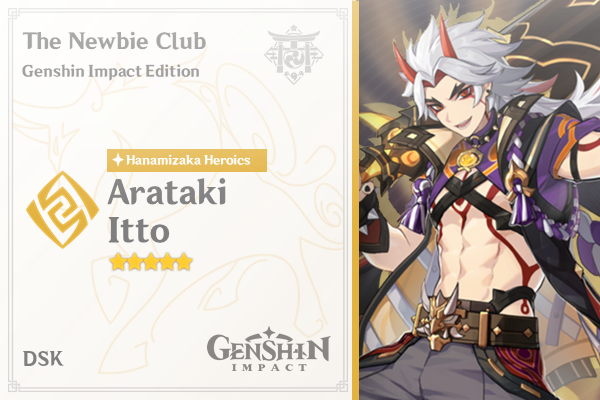 The Newbie Club
Genshin Impact Edition
Hanamizaka Heroics
Arataki
Itto
DSK
GENSHIN
IMPACT